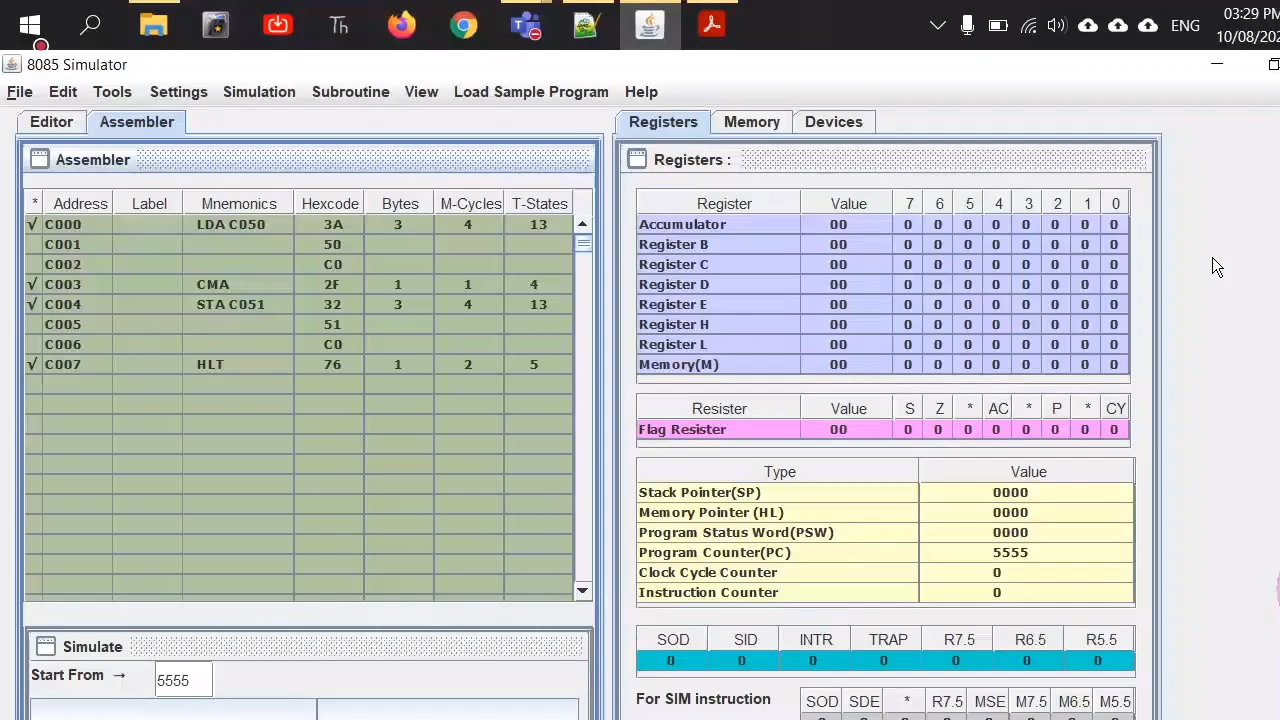 Th
ENG
03:29 PM
10/08/202
8085 Simulator
File Edit Tools Settings Simulation Subroutine View Load Sample Program Help
Editor Assembler
Assembler
* Address Label Mnemonics Hexcode Bytes M-Cycles T-States
√ C000 LDA C050 3A 3 4 13
C001 50
C002 C0
√ C003 CMA 2F 1 1 4
√ C004 STA C051 32 3 4 13
C005 51
C006 C0
√ C007 HLT 76 1 2 5
Simulate
Start From → 5555
Registers Memory Devices
Registers :
Register Value 7 6 5 4 3 2 1 0
Accumulator 00 0 0 0 0 0 0 0 0
Register B 00 0 0 0 0 0 0 0 0
Register C 00 0 0 0 0 0 0 0 0
Register D 00 0 0 0 0 0 0 0 0
Register E 00 0 0 0 0 0 0 0 0
Register H 00 0 0 0 0 0 0 0 0
Register L 00 0 0 0 0 0 0 0 0
Memory(M) 00 0 0 0 0 0 0 0 0
Resister Value S Z * AC * P * CY
Flag Resister 00 0 0 0 0 0 0 0 0
Type Value
Stack Pointer(SP) 0000
Memory Pointer (HL) 0000
Program Status Word(PSW) 0000
Program Counter(PC) 5555
Clock Cycle Counter 0
Instruction Counter 0
SOD SID INTR TRAP R7.5 R6.5 R5.5
0 0 0 0 0 0 0
For SIM instruction SOD SDE * R7.5 MSE M7.5 M6.5 M5.5